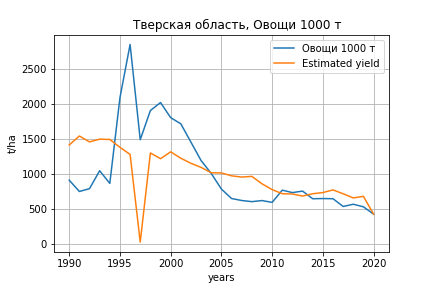 Тверская область, Овощи 1000 т
Овощи 1000 т
Estimated yield
t/ha
2500
2000
1500
1000
500
0
1990 1995 2000 2005 2010 2015 2020
years